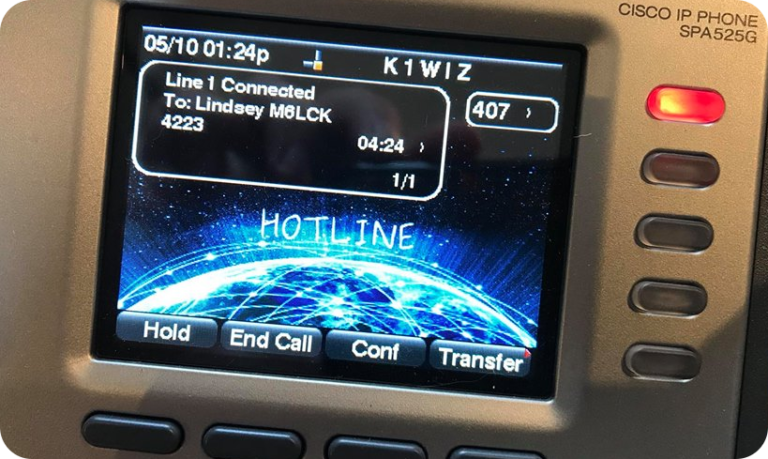 CISCO IP PHONE
SPA525G
05/10 01:24p
K1WIZ
Line 1 Connected
To: Lindsey M6LCK
4223
04:24 ›
1/1
407 ›
HOTLINE
Hold
End Call
Conf
Transfer